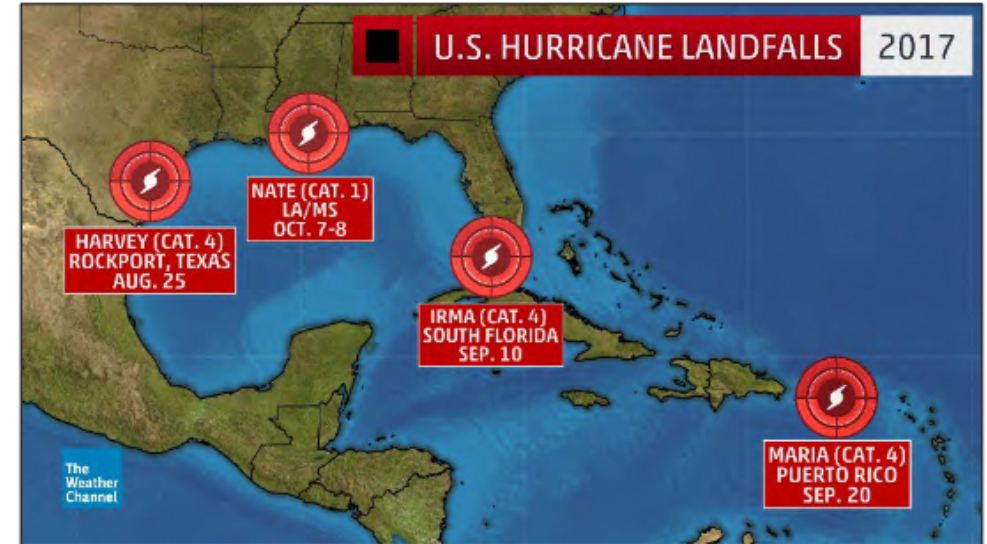 U.S. HURRICANE LANDFALLS 2017
NATE (CAT. 1)
LA/MS
OCT. 7-8
HARVEY (CAT. 4)
ROCKPORT, TEXAS
AUG. 25
IRMA (CAT. 4)
SOUTH FLORIDA
SEP. 10
MARIA (CAT. 4)
PUERTO RICO
SEP. 20
The
Weather
Channel